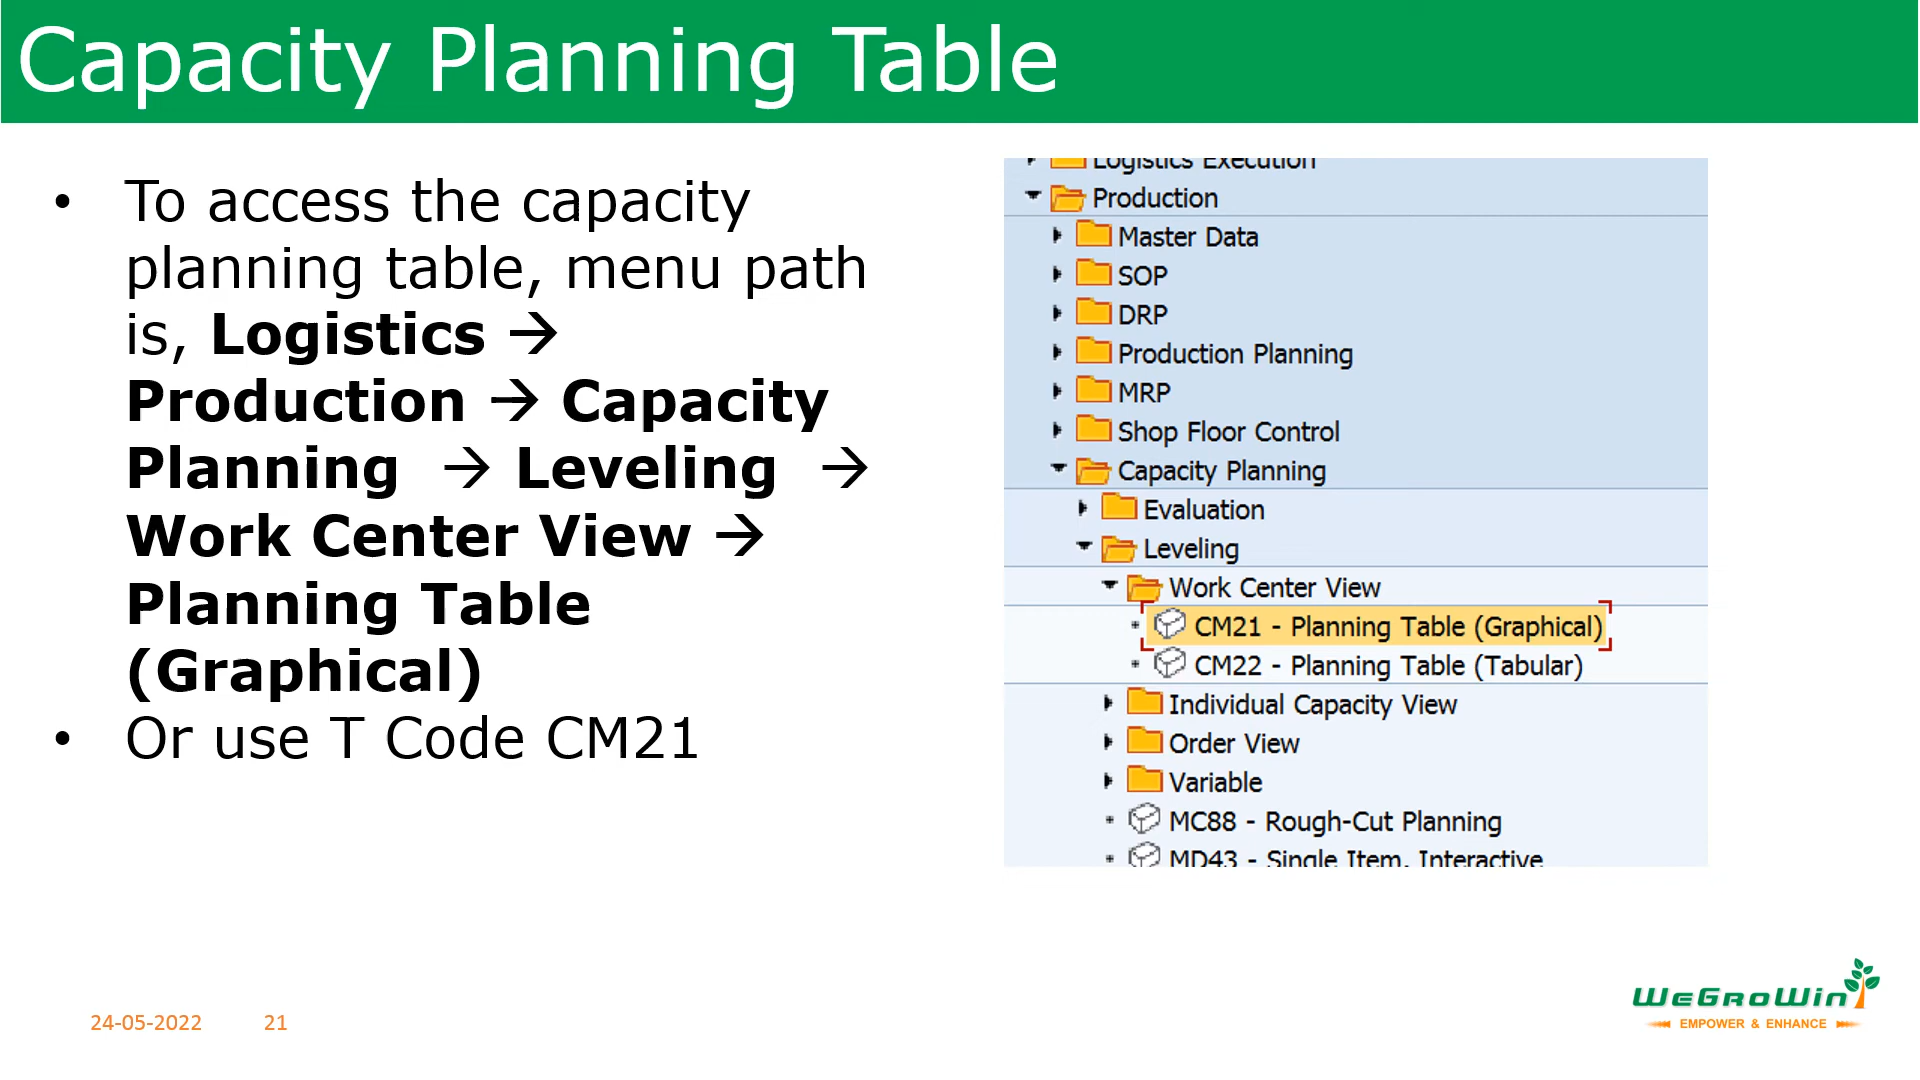 Capacity Planning Table
• To access the capacity
planning table, menu path
is, Logistics →
Production → Capacity
Planning → Leveling →
Work Center View →
Planning Table
(Graphical)
• Or use T Code CM21
Logistics Execution
Production
Master Data
SOP
DRP
Production Planning
MRP
Shop Floor Control
Capacity Planning
Evaluation
Leveling
Work Center View
CM21 - Planning Table (Graphical)
CM22 - Planning Table (Tabular)
Individual Capacity View
Order View
Variable
MC88 - Rough-Cut Planning
MD43 - Single Item, Interactive
24-05-2022 21
WeGroWin
EMPOWER & ENHANCE